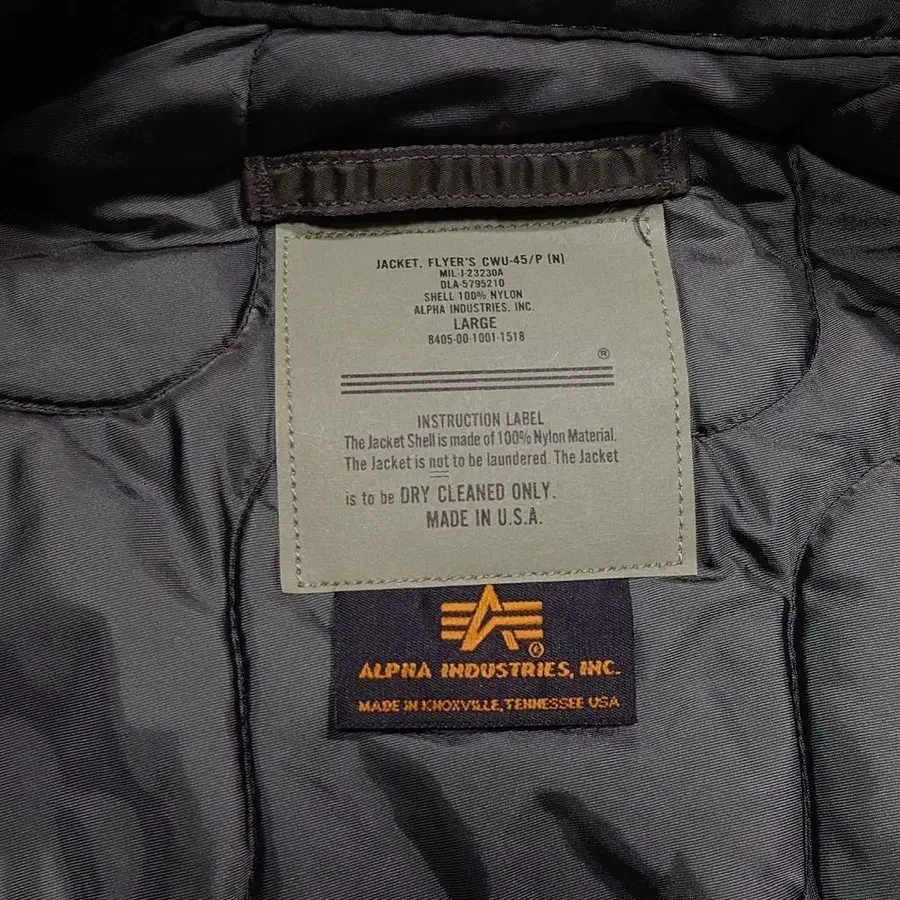 JACKET, FLYER'S CWU-45/P (N)
MIL-J-23230A
DLA-5795210
SHELL 100% NYLON
ALPHA INDUSTRIES, INC.
LARGE
8405-00-1001-1518
®
INSTRUCTION LABEL
The Jacket Shell is made of 100% Nylon Material.
The Jacket is not to be laundered. The Jacket
is to be DRY CLEANED ONLY.
MADE IN U.S.A.
®
ALPHA INDUSTRIES, INC.
MADE IN KNOXVILLE, TENNESSEE USA